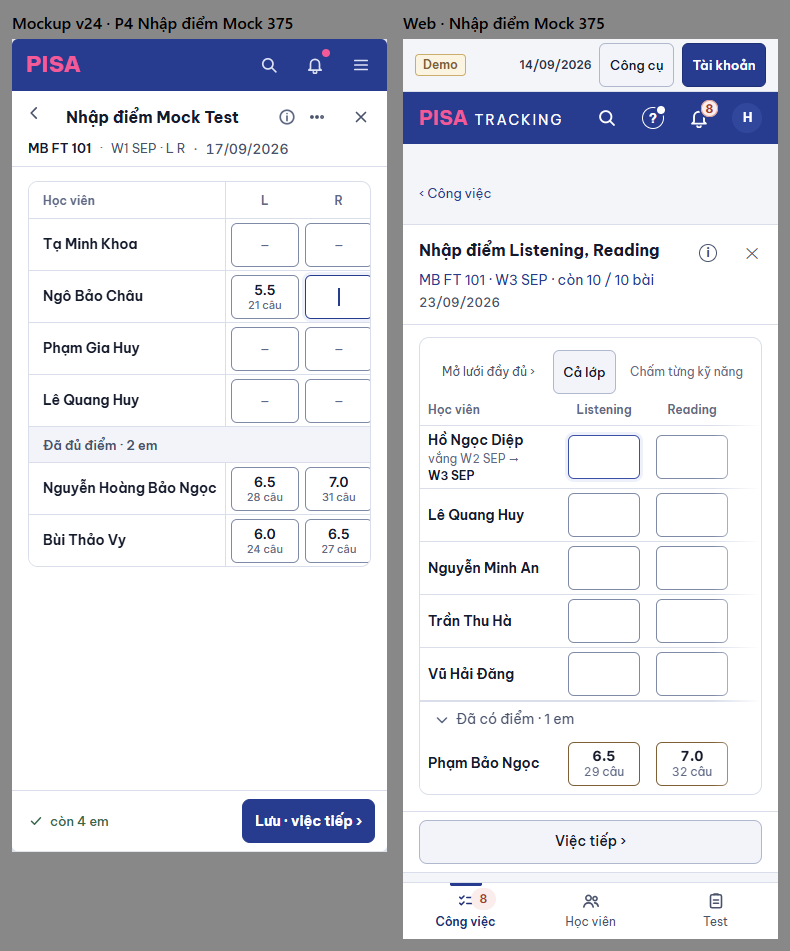 Mockup v24 · P4 Nhập điểm Mock 375
PISA
Nhập điểm Mock Test
MB FT 101 · W1 SEP · L R · 17/09/2026
Học viên L R
Tạ Minh Khoa – –
Ngô Bảo Châu 5.5
21 câu
Phạm Gia Huy – –
Lê Quang Huy – –
Đã đủ điểm · 2 em
Nguyễn Hoàng Bảo Ngọc 6.5 7.0
28 câu 31 câu
Bùi Thảo Vy 6.0 6.5
24 câu 27 câu
còn 4 em
Lưu · việc tiếp ›
Web · Nhập điểm Mock 375
Demo 14/09/2026 Công cụ Tài khoản
PISA TRACKING ? 8 H
‹ Công việc
Nhập điểm Listening, Reading
MB FT 101 · W3 SEP · còn 10 / 10 bài
23/09/2026
Mở lưới đầy đủ › Cả lớp Chấm từng kỹ năng
Học viên Listening Reading
Hồ Ngọc Diệp
vắng W2 SEP →
W3 SEP
Lê Quang Huy
Nguyễn Minh An
Trần Thu Hà
Vũ Hải Đăng
Đã có điểm · 1 em
Phạm Bảo Ngọc 6.5 7.0
29 câu 32 câu
Việc tiếp ›
8
Công việc Học viên Test